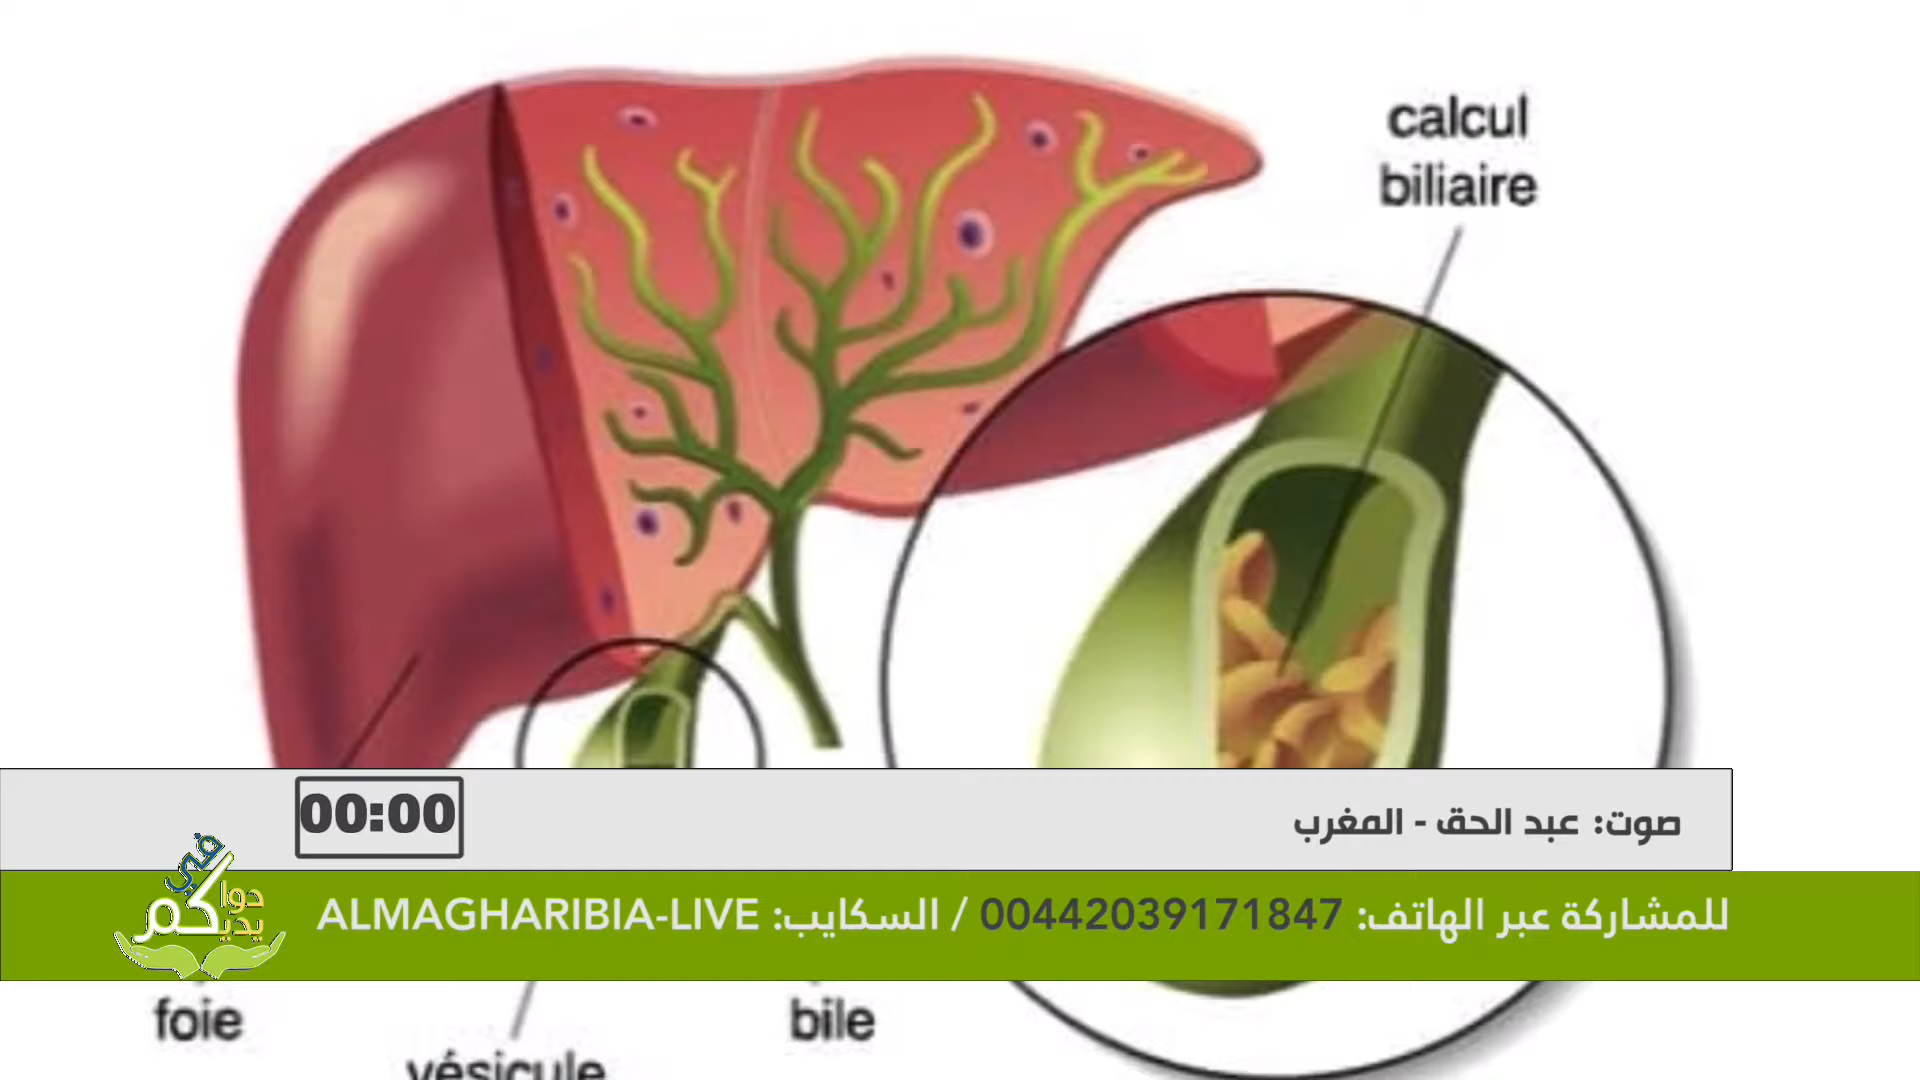 calcul
biliaire
00:00
صوت: عبد الحق - المغرب
في
دوا
يديكم
للمشاركة عبر الهاتف: 00442039171847 / السكايب: ALMAGHARIBIA-LIVE
foie
bile
vésicule